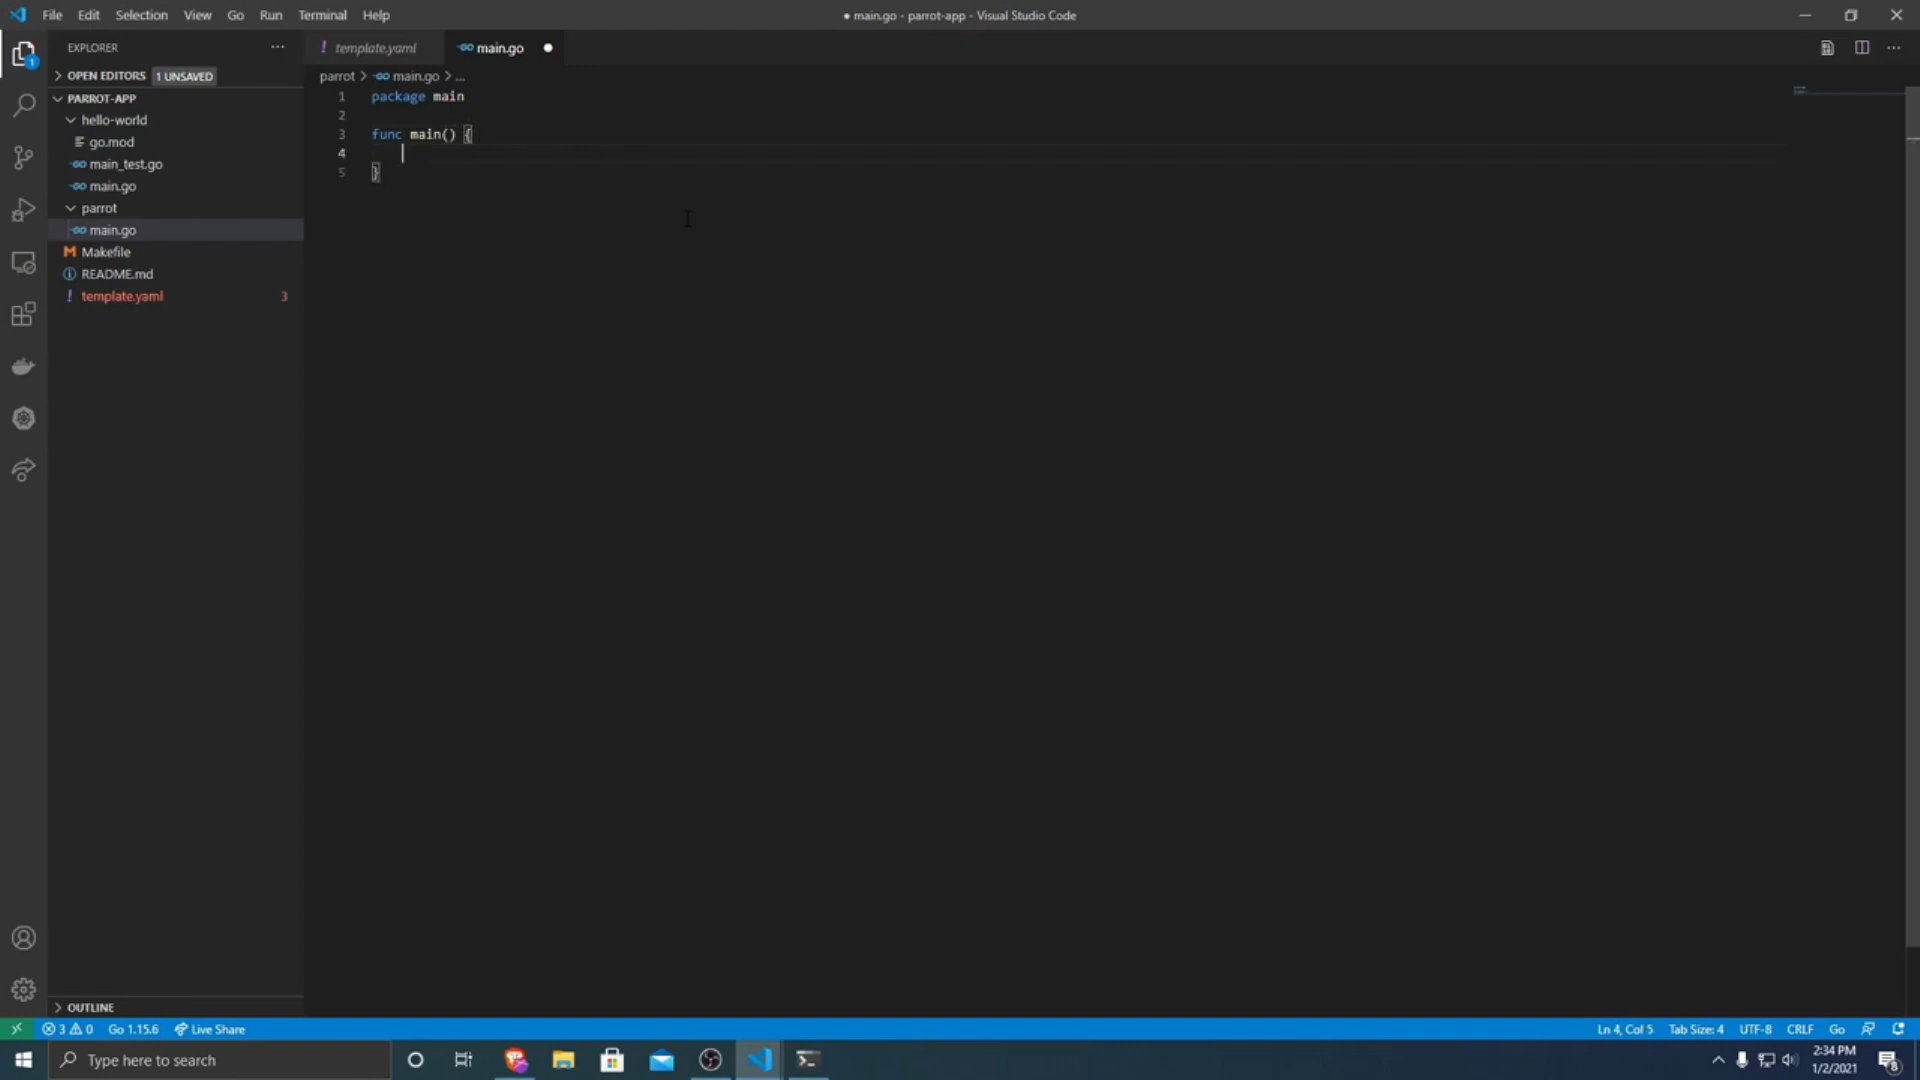 File Edit Selection View Go Run Terminal Help
● main.go - parrot-app - Visual Studio Code
EXPLORER
! template.yaml
main.go ●
OPEN EDITORS 1 UNSAVED
parrot > main.go > ...
PARROT-APP
hello-world
go.mod
main_test.go
main.go
parrot
main.go
Makefile
README.md
! template.yaml 3
1 package main
2
3 func main() {
4
5 }
OUTLINE
3 0 Go 1.15.6 Live Share
Ln 4, Col 5 Tab Size: 4 UTF-8 CRLF Go
Type here to search
2:34 PM
1/2/2021